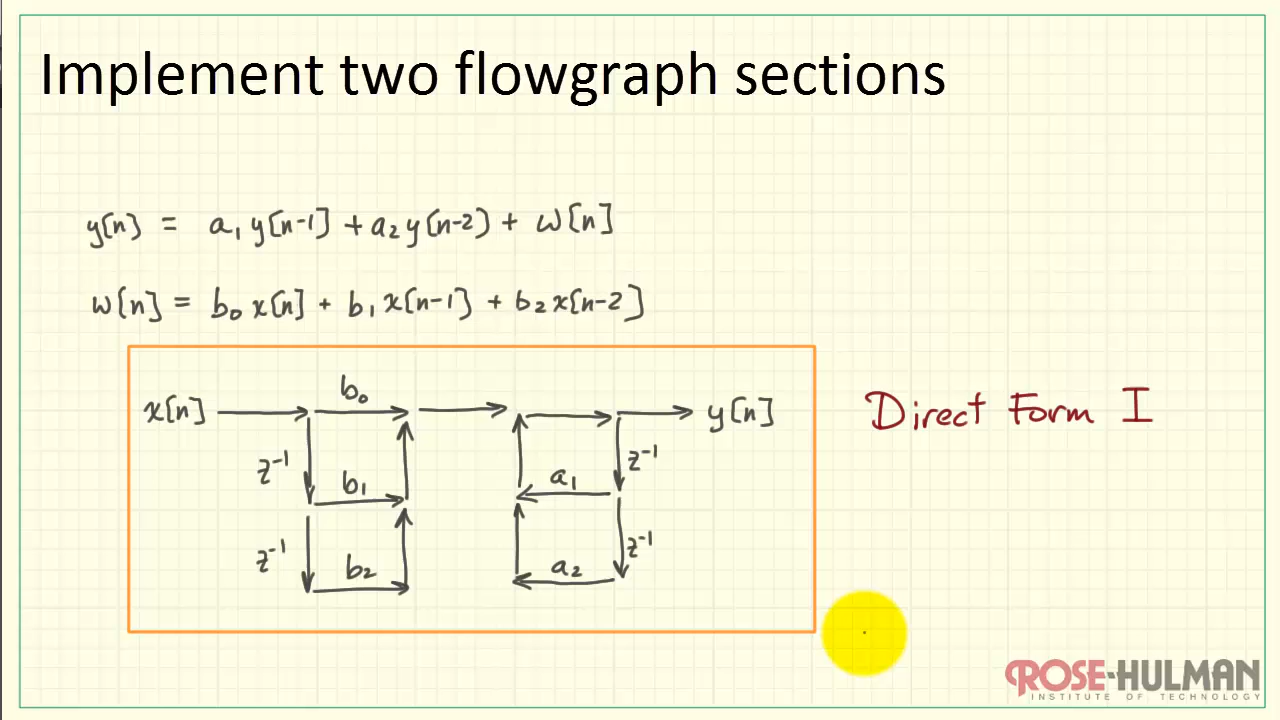 Implement two flowgraph sections
y[n] = a₁ y[n-1] + a₂ y[n-2] + w[n]
w[n] = b₀ x[n] + b₁ x[n-1] + b₂ x[n-2]
x[n] b₀ y[n] Direct Form I
z⁻¹ b₁ a₁ z⁻¹
z⁻¹ b₂ a₂ z⁻¹
ROSE-HULMAN
INSTITUTE OF TECHNOLOGY